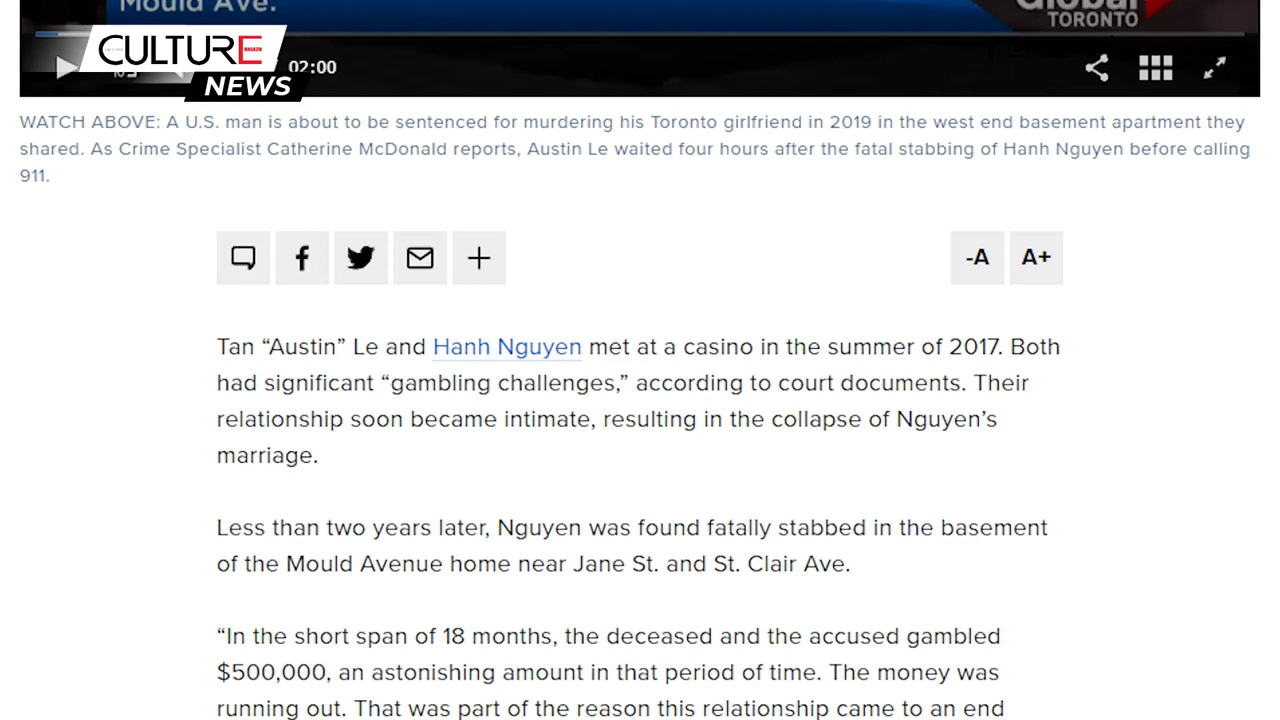 Mould Ave.
Global
TORONTO
CULTURE
MAGAZIN
NEWS
02:00
WATCH ABOVE: A U.S. man is about to be sentenced for murdering his Toronto girlfriend in 2019 in the west end basement apartment they
shared. As Crime Specialist Catherine McDonald reports, Austin Le waited four hours after the fatal stabbing of Hanh Nguyen before calling
911.
-A A+
Tan “Austin” Le and Hanh Nguyen met at a casino in the summer of 2017. Both
had significant “gambling challenges,” according to court documents. Their
relationship soon became intimate, resulting in the collapse of Nguyen’s
marriage.
Less than two years later, Nguyen was found fatally stabbed in the basement
of the Mould Avenue home near Jane St. and St. Clair Ave.
“In the short span of 18 months, the deceased and the accused gambled
$500,000, an astonishing amount in that period of time. The money was
running out. That was part of the reason this relationship came to an end